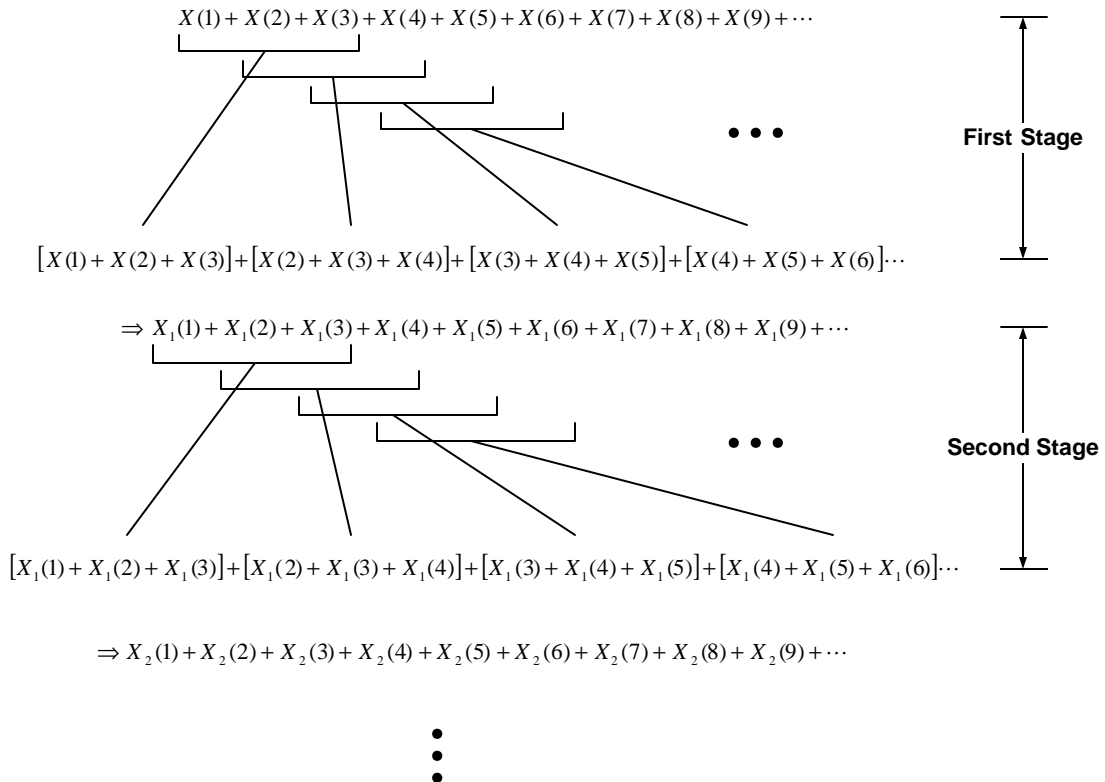 X(1) + X(2) + X(3) + X(4) + X(5) + X(6) + X(7) + X(8) + X(9) + ⋯
First Stage
[X(1) + X(2) + X(3)] + [X(2) + X(3) + X(4)] + [X(3) + X(4) + X(5)] + [X(4) + X(5) + X(6)] ⋯
⇒ X₁(1) + X₁(2) + X₁(3) + X₁(4) + X₁(5) + X₁(6) + X₁(7) + X₁(8) + X₁(9) + ⋯
Second Stage
[X₁(1) + X₁(2) + X₁(3)] + [X₁(2) + X₁(3) + X₁(4)] + [X₁(3) + X₁(4) + X₁(5)] + [X₁(4) + X₁(5) + X₁(6)] ⋯
⇒ X₂(1) + X₂(2) + X₂(3) + X₂(4) + X₂(5) + X₂(6) + X₂(7) + X₂(8) + X₂(9) + ⋯